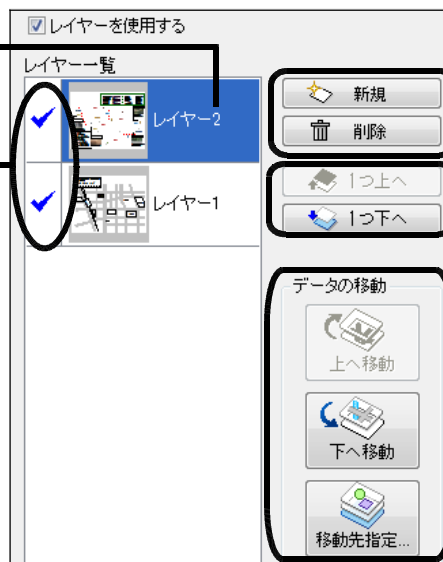 レイヤーを使用する
レイヤー一覧
レイヤー2
レイヤー1
新規
削除
1つ上へ
1つ下へ
データの移動
上へ移動
下へ移動
移動先指定...